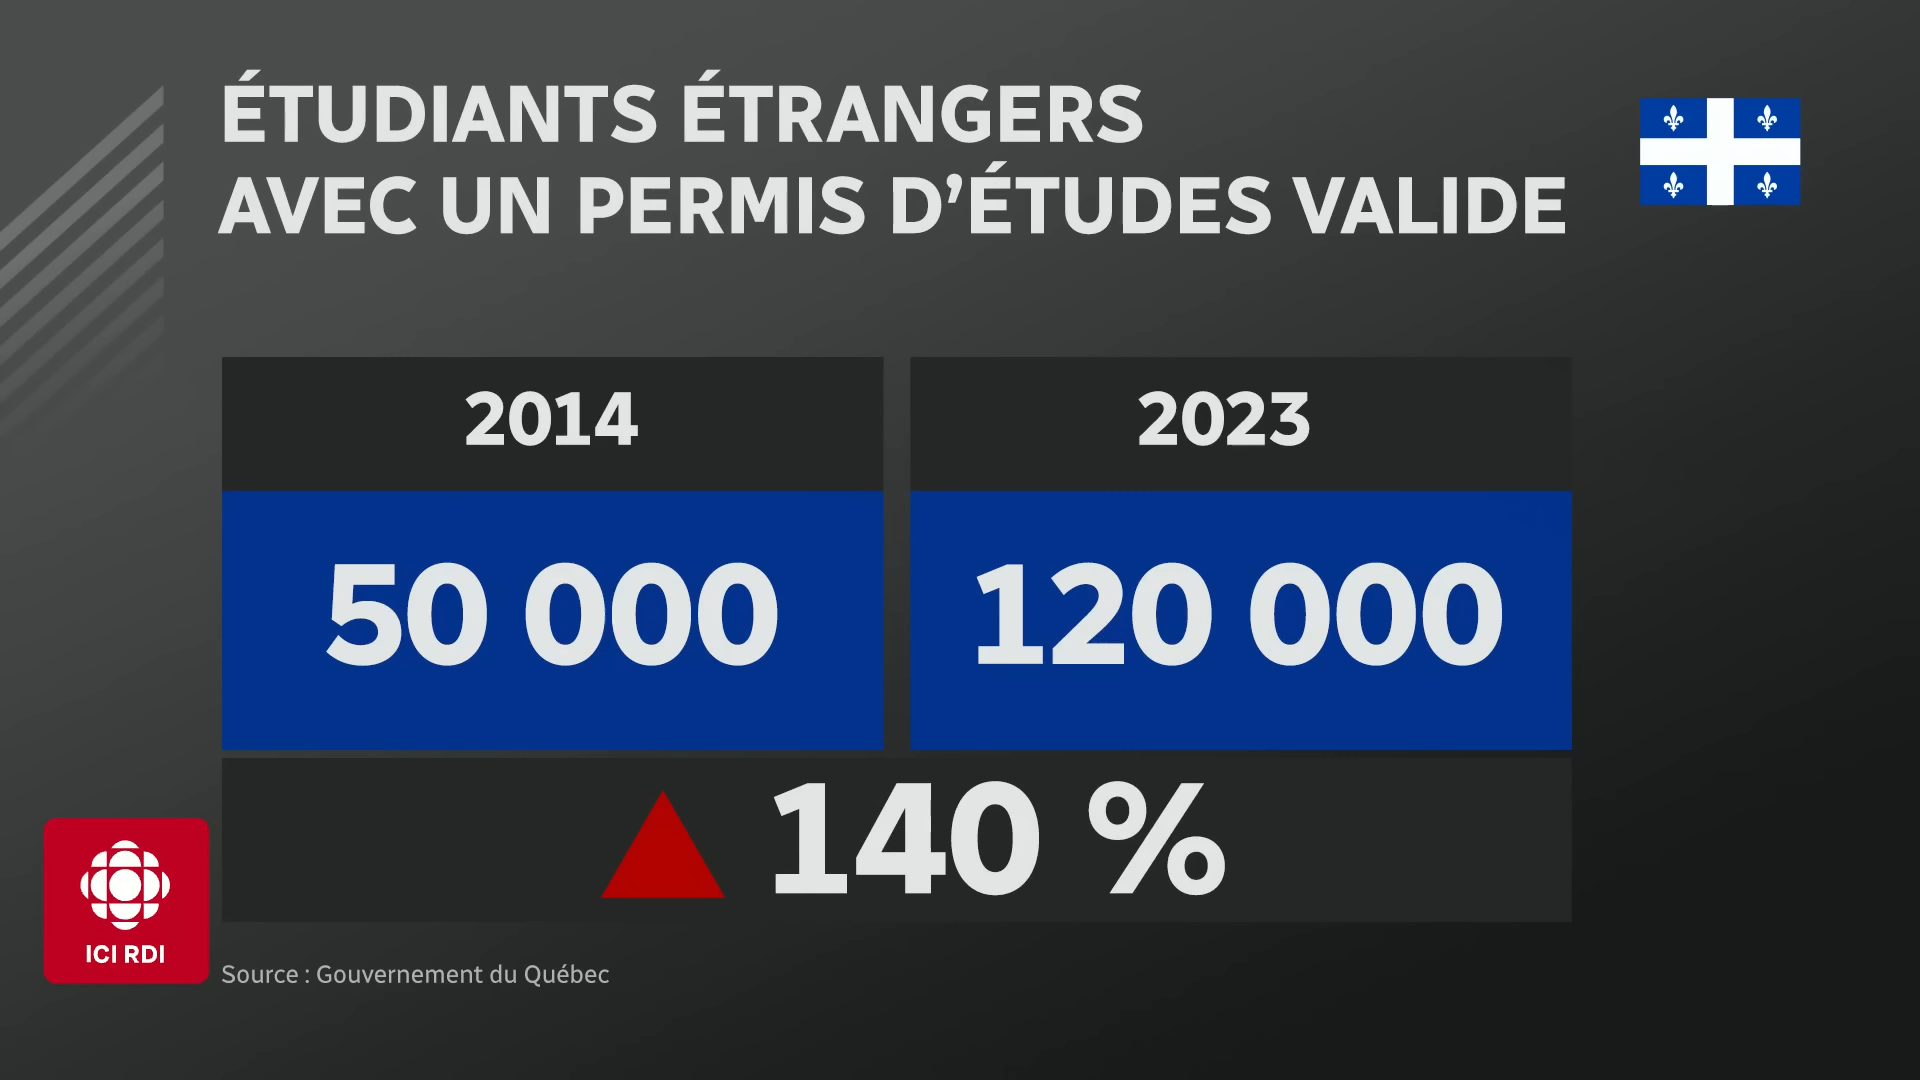 ÉTUDIANTS ÉTRANGERS
AVEC UN PERMIS D’ÉTUDES VALIDE
2014
2023
50 000
120 000
140 %
ICI RDI
Source : Gouvernement du Québec